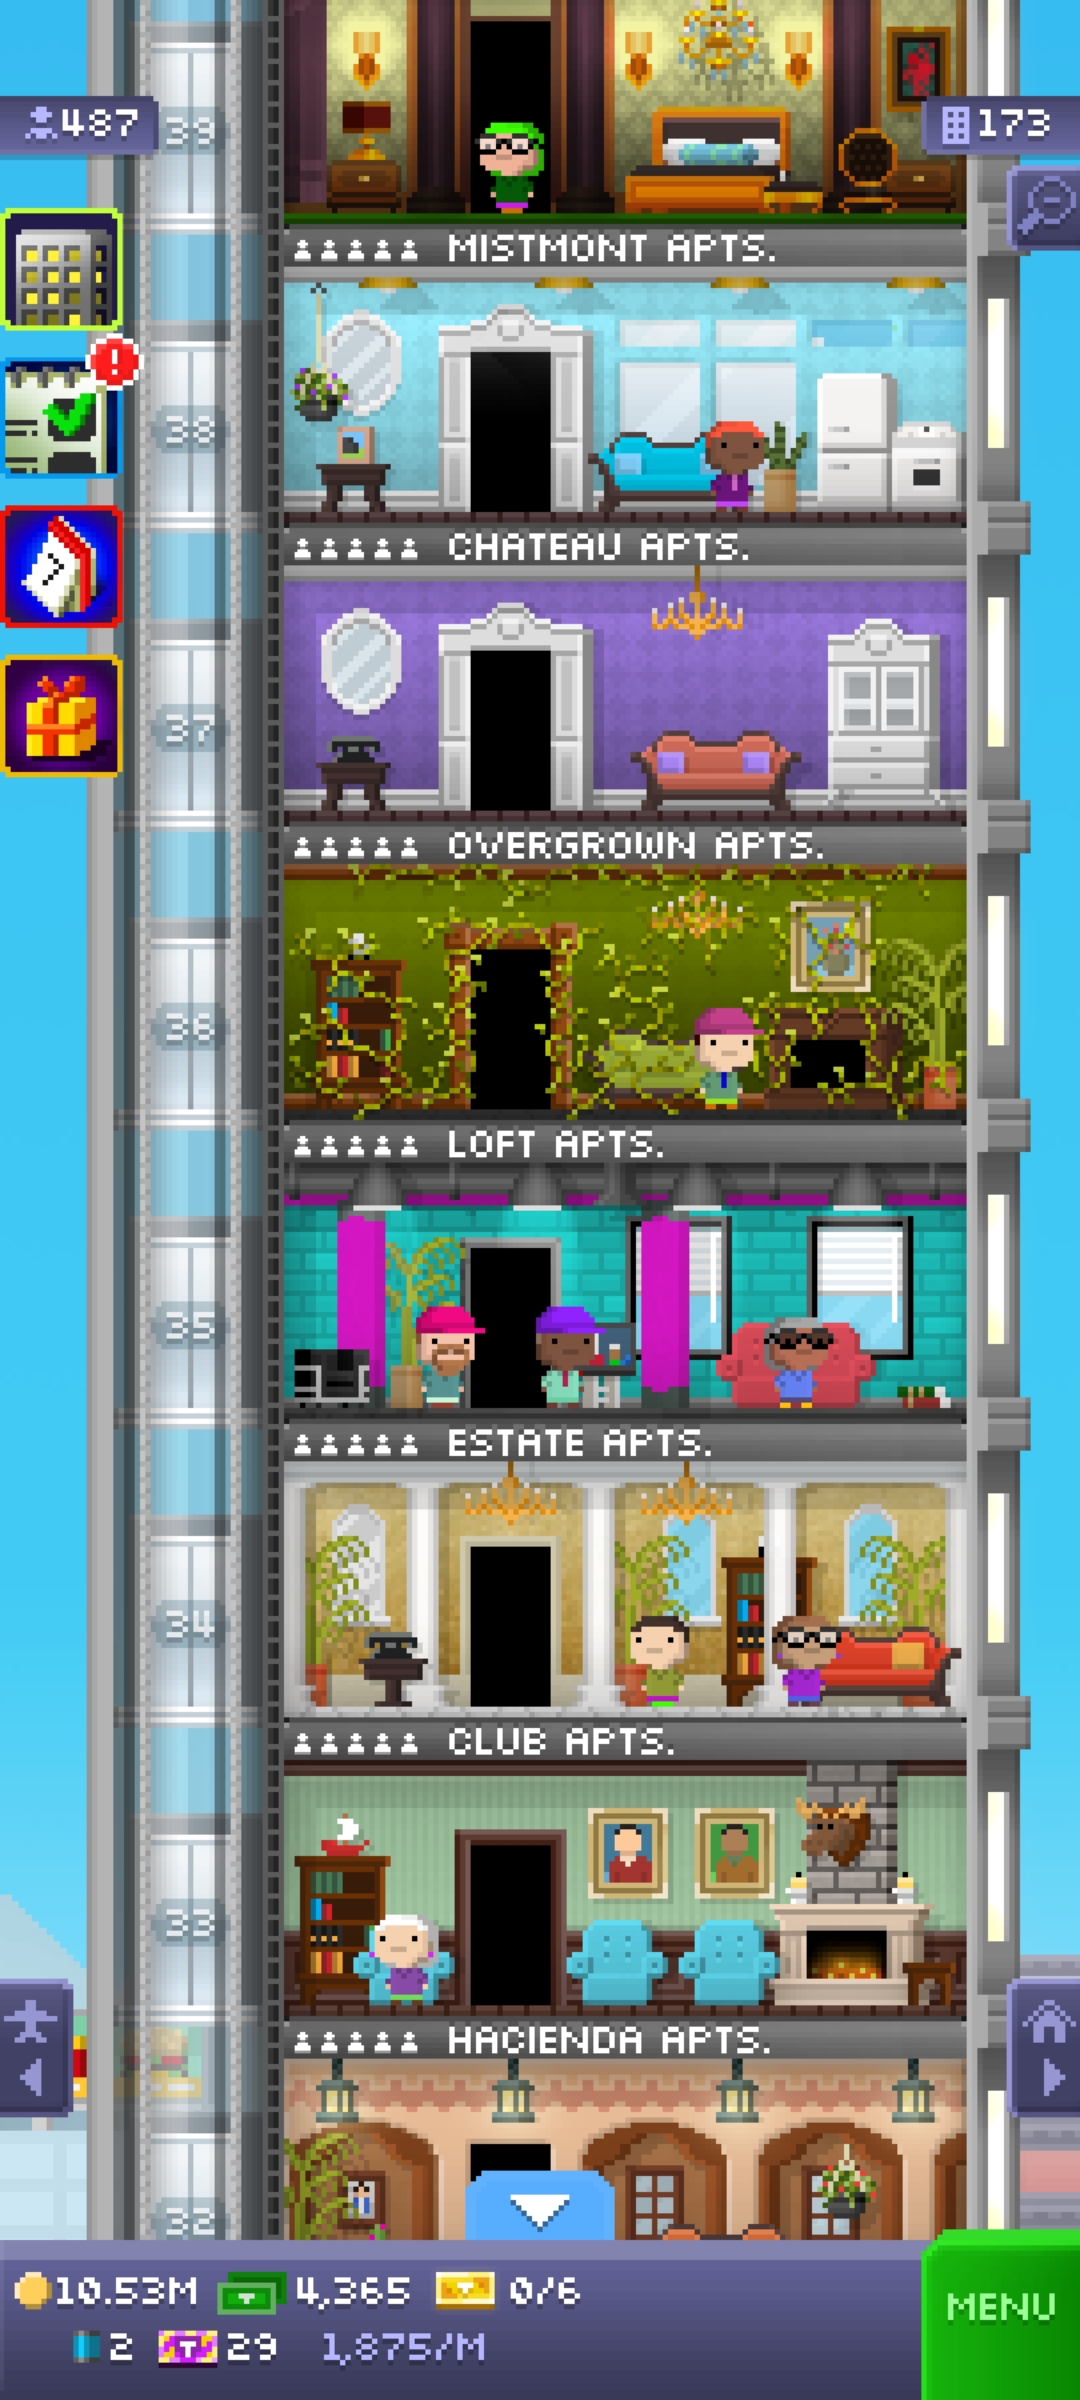 487
39
173
MISTMONT APTS.
38
CHATEAU APTS.
7
37
OVERGROWN APTS.
36
LOFT APTS.
35
ESTATE APTS.
34
CLUB APTS.
33
HACIENDA APTS.
32
10.53M 4,365 0/6
MENU
2 T 29 1,875/M